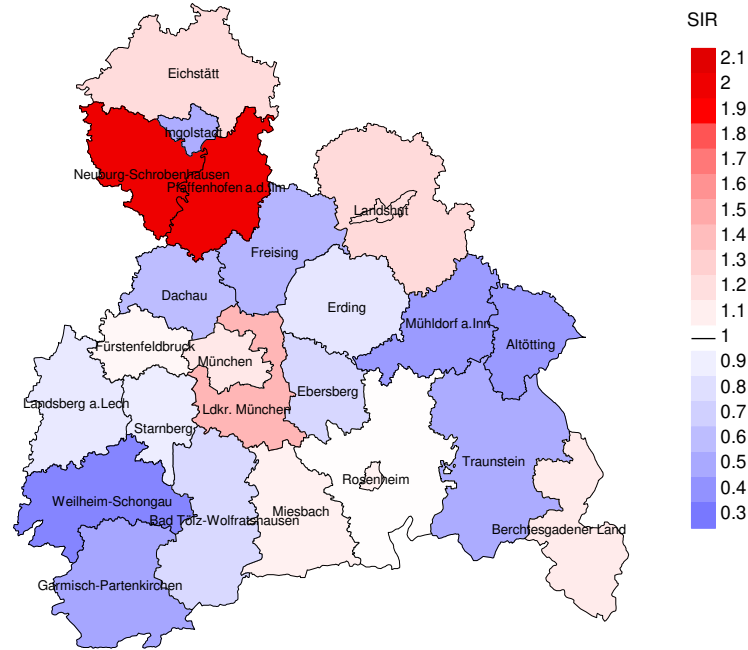 SIR
2.1
2
1.9
1.8
1.7
1.6
1.5
1.4
1.3
1.2
1.1
1
0.9
0.8
0.7
0.6
0.5
0.4
0.3
Eichstätt
Ingolstadt
Neuburg-Schrobenhausen
Pfaffenhofen a.d.Ilm
Landshut
Freising
Dachau
Erding
Mühldorf a.Inn
Altötting
Fürstenfeldbruck
München
Ebersberg
Landsberg a.Lech
Ldkr. München
Starnberg
Traunstein
Rosenheim
Weilheim-Schongau
Miesbach
Bad Tölz-Wolfratshausen
Berchtesgadener Land
Garmisch-Partenkirchen